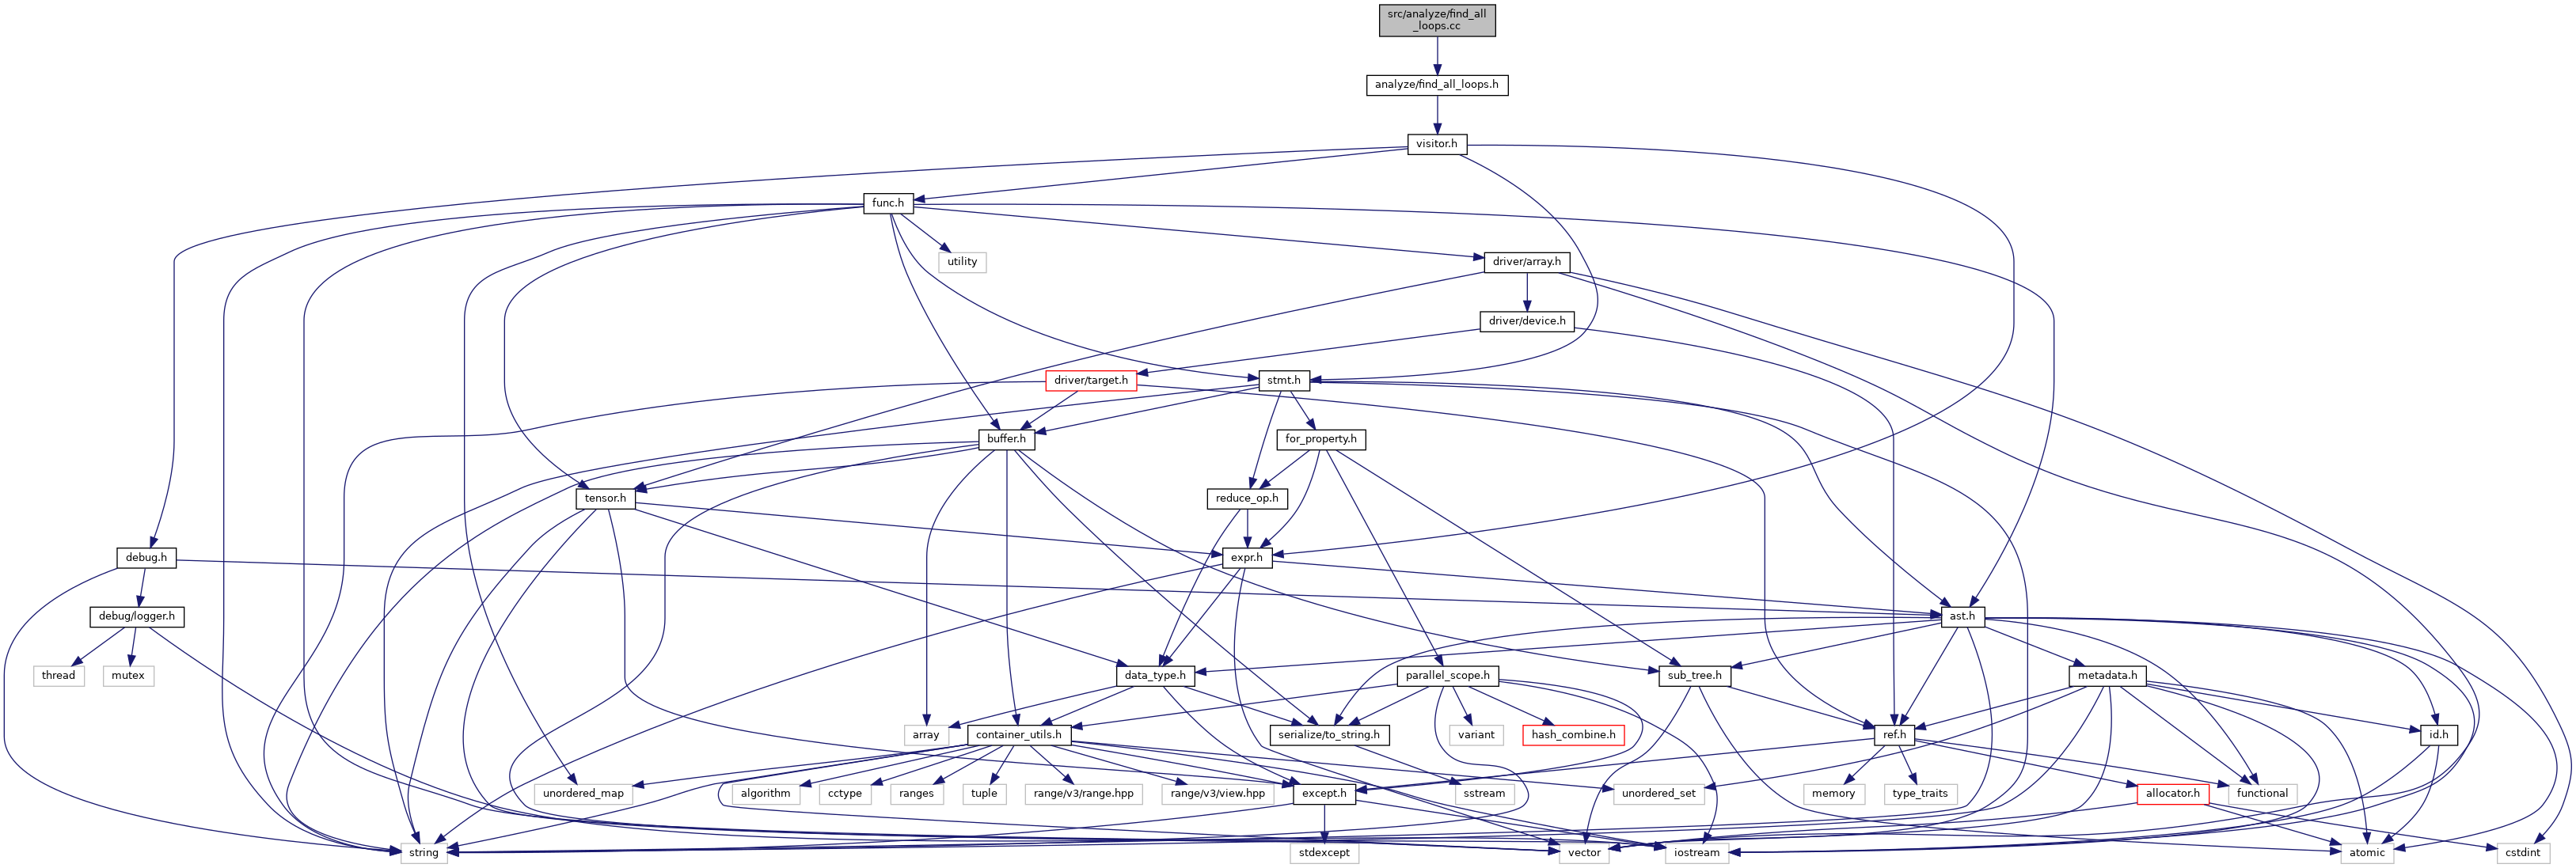 src/analyze/find_all
_loops.cc
analyze/find_all_loops.h
visitor.h
func.h
utility
driver/array.h
driver/device.h
driver/target.h
stmt.h
buffer.h
for_property.h
tensor.h
reduce_op.h
debug.h
expr.h
debug/logger.h
ast.h
thread
mutex
data_type.h
parallel_scope.h
sub_tree.h
metadata.h
array
container_utils.h
serialize/to_string.h
variant
hash_combine.h
ref.h
id.h
unordered_map
algorithm
cctype
ranges
tuple
range/v3/range.hpp
range/v3/view.hpp
except.h
sstream
unordered_set
memory
type_traits
allocator.h
functional
string
stdexcept
vector
iostream
atomic
cstdint